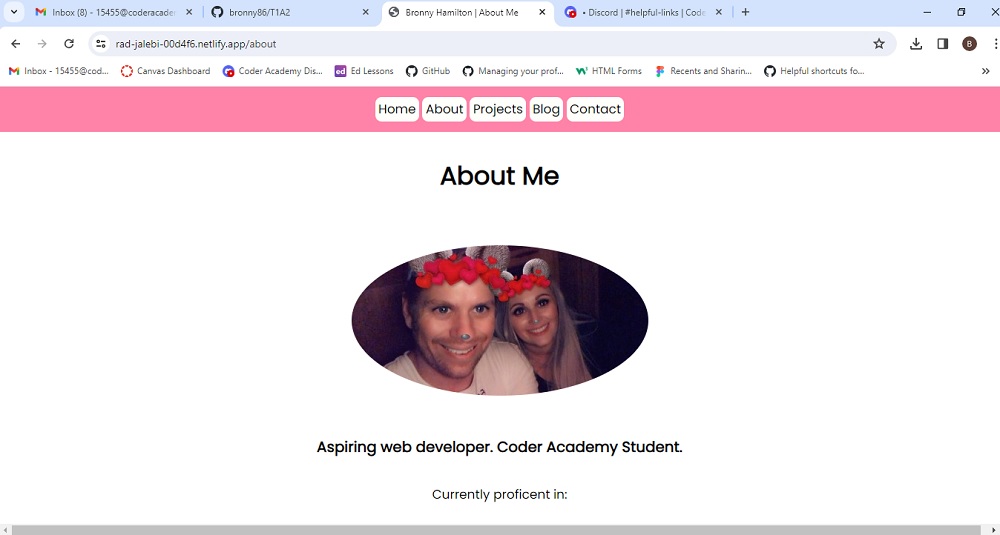 Inbox (8) - 15455@coderacader
bronny86/T1A2
Bronny Hamilton | About Me
• Discord | #helpful-links | Code
rad-jalebi-00d4f6.netlify.app/about
B
Inbox - 15455@cod...
Canvas Dashboard
Coder Academy Dis...
ed Ed Lessons
GitHub
Managing your prof...
HTML Forms
Recents and Sharin...
Helpful shortcuts fo...
Home About Projects Blog Contact
About Me
Aspiring web developer. Coder Academy Student.
Currently proficent in: